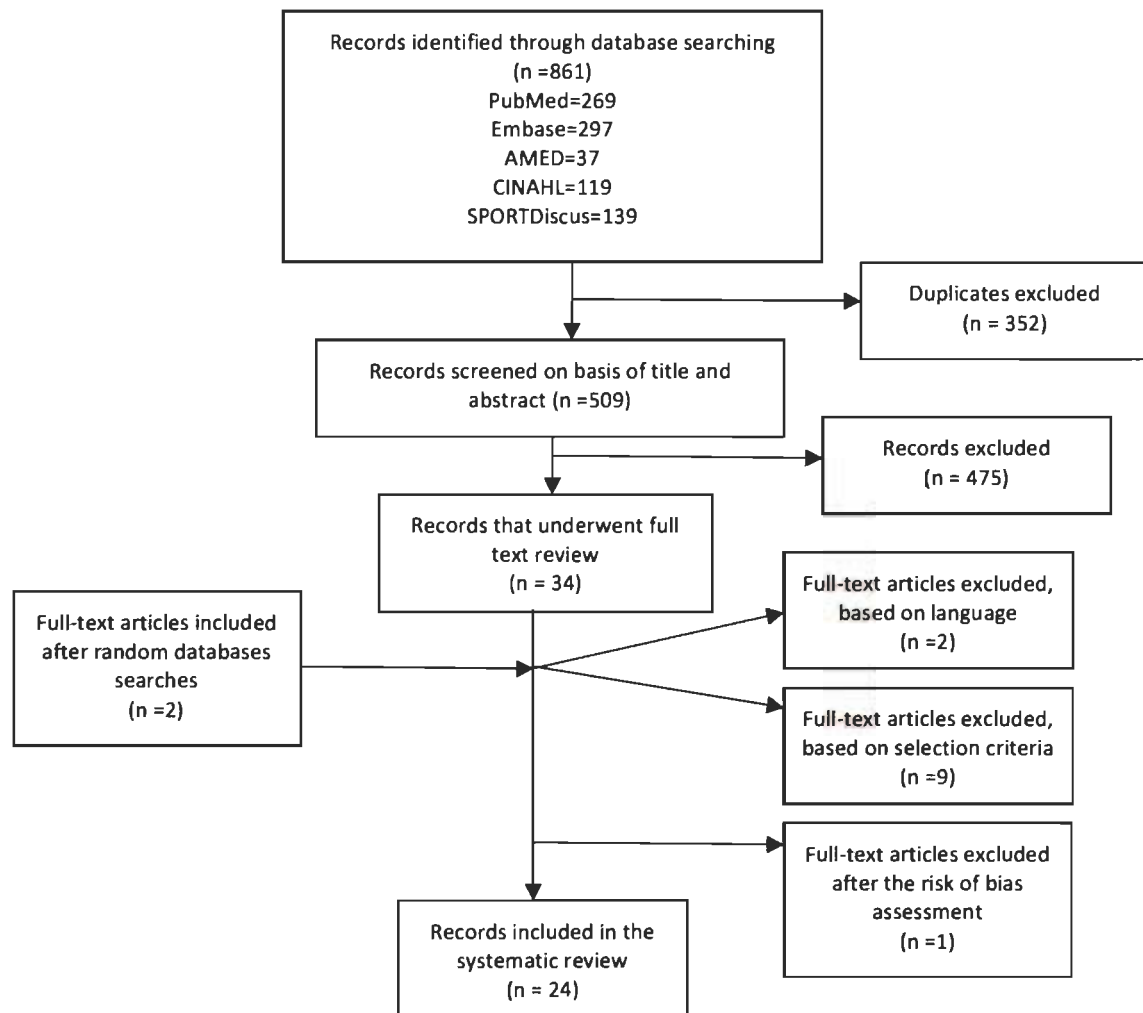 Records identified through database searching
(n =861)
PubMed=269
Embase=297
AMED=37
CINAHL=119
SPORTDiscus=139
Duplicates excluded
(n = 352)
Records screened on basis of title and
abstract (n =509)
Records excluded
(n = 475)
Records that underwent full
text review
(n = 34)
Full-text articles included
after random databases
searches
(n =2)
Full-text articles excluded,
based on language
(n =2)
Full-text articles excluded,
based on selection criteria
(n =9)
Full-text articles excluded
after the risk of bias
assessment
(n =1)
Records included in the
systematic review
(n = 24)